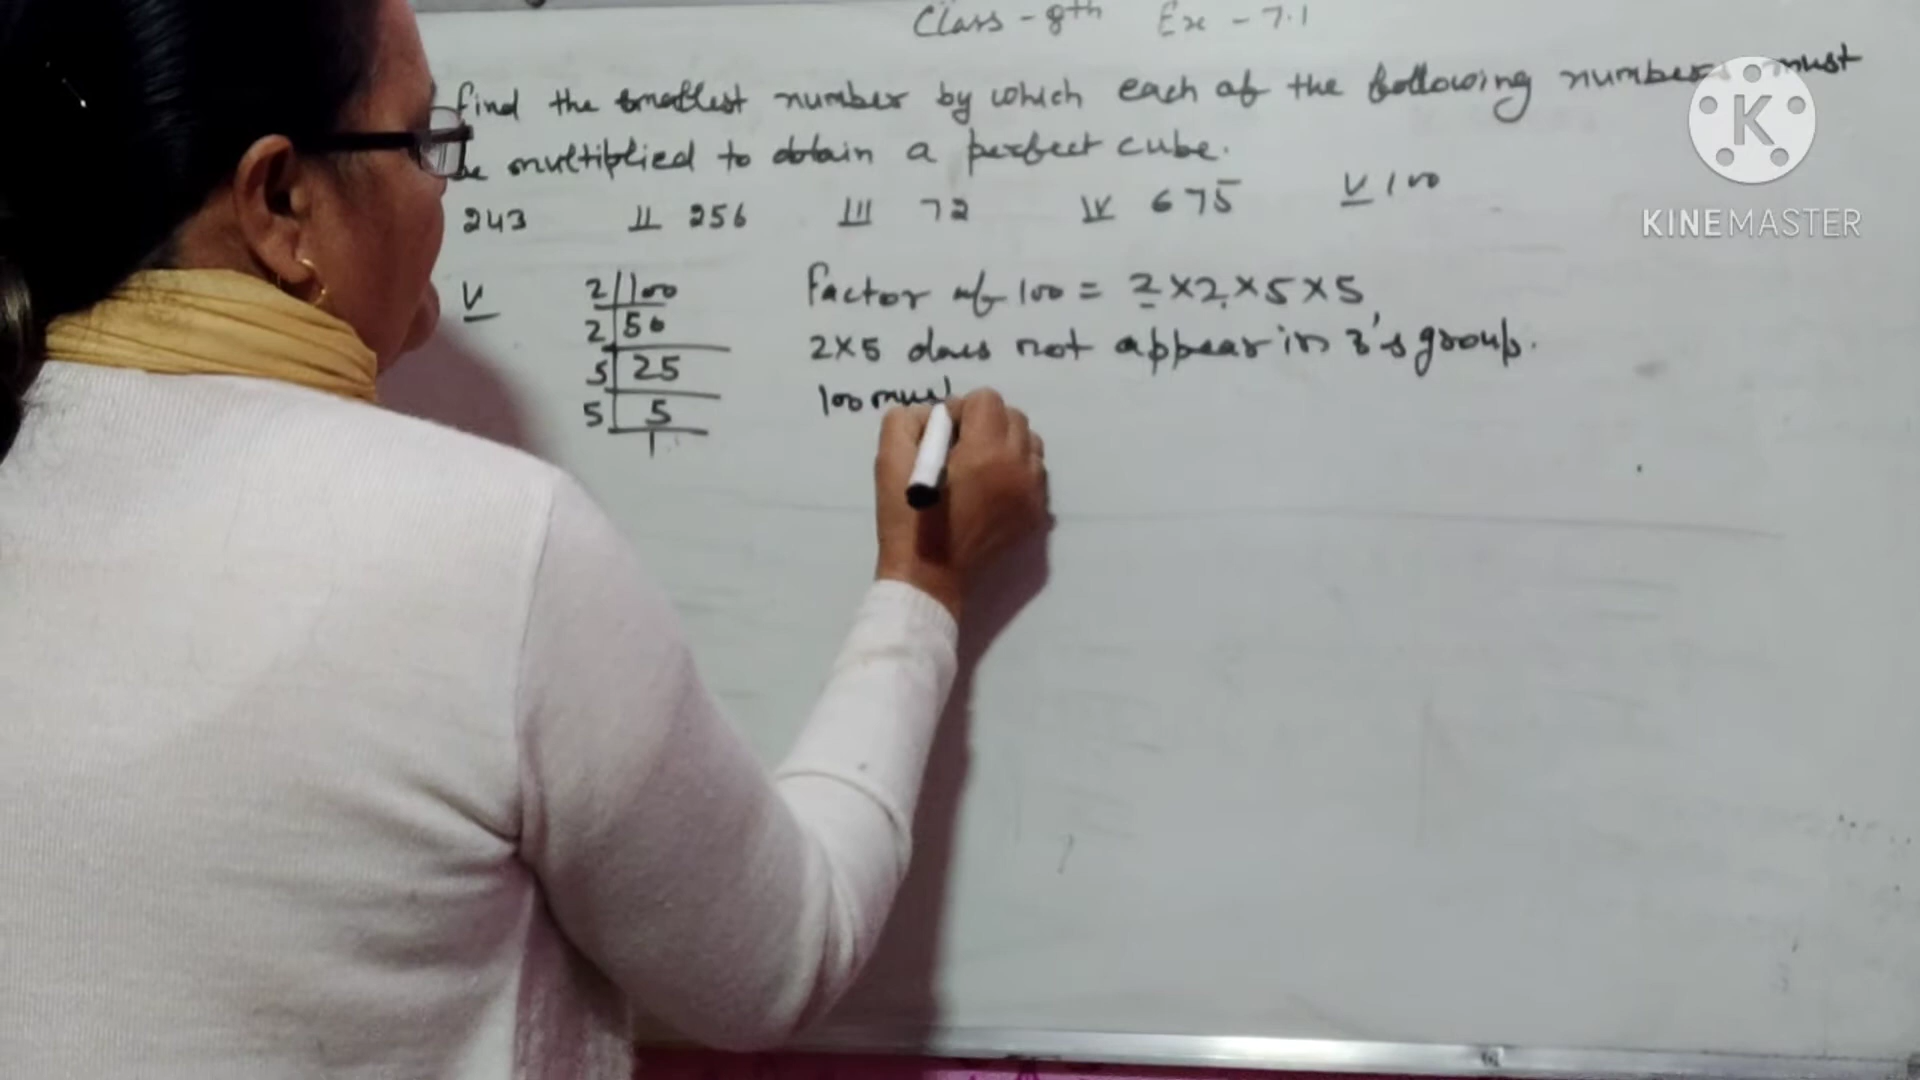 Class - 8th Ex - 7.1
Find the smallest number by which each of the following numbers must
be multiplied to obtain a perfect cube.
243 II 256 III 72 IV 675 V 100
V
2 100
2 50
5 25
5 5
1
Factor of 100 = 2×2×5×5
2×5 does not appear in 3's group.
100 must
KINEMASTER